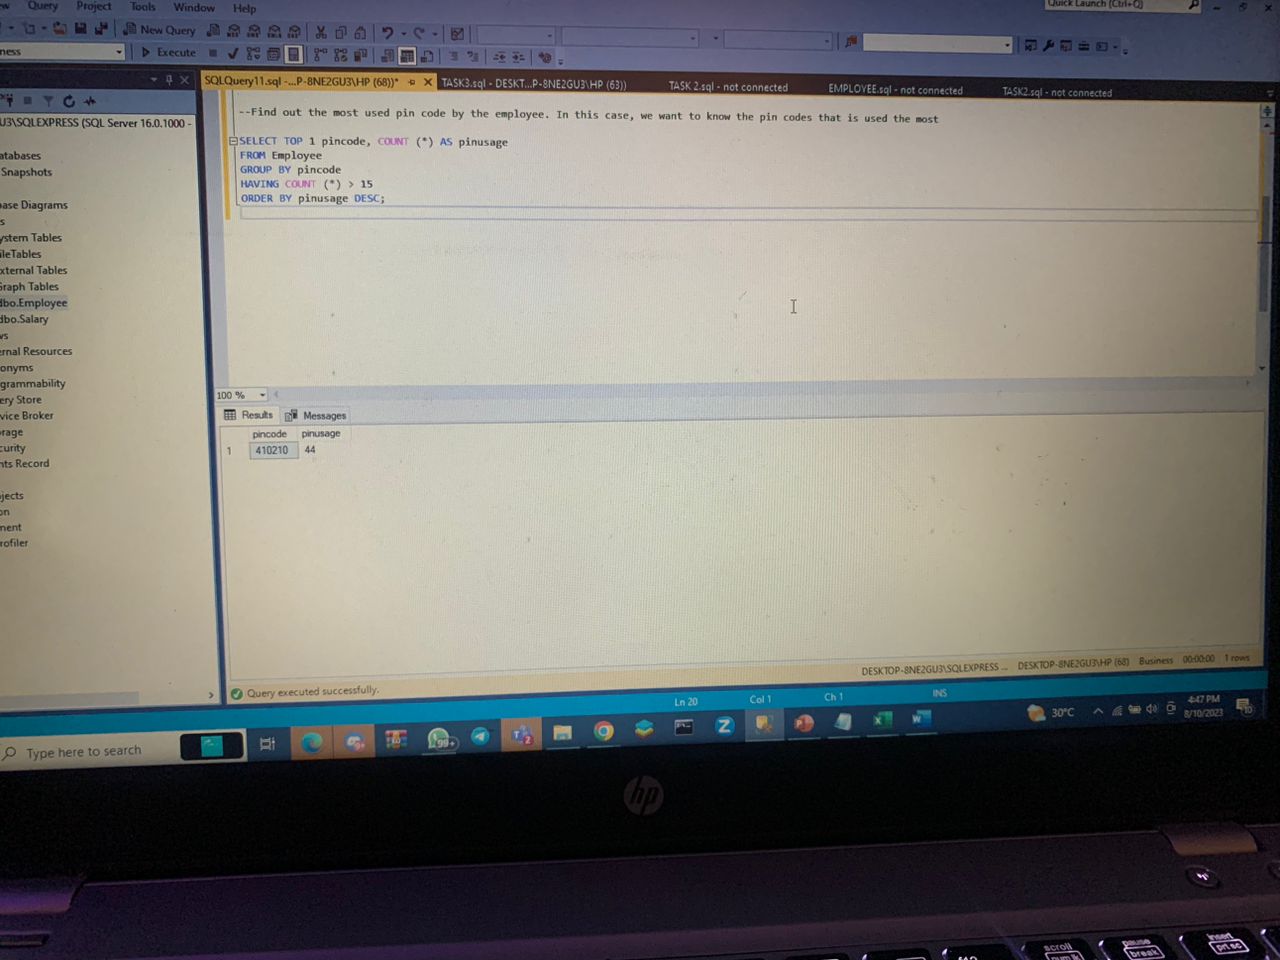 Query Project Tools Window Help
Quick Launch (Ctrl+Q)
New Query
ness
Execute
SQLQuery11.sql -...P-8NE2GU3\HP (68))*
TASK3.sql - DESKT...P-8NE2GU3\HP (63))
TASK 2.sql - not connected
EMPLOYEE.sql - not connected
TASK2.sql - not connected
U3\SQLEXPRESS (SQL Server 16.0.1000 -
atabases
Snapshots
ase Diagrams
s
ystem Tables
ileTables
xternal Tables
Graph Tables
dbo.Employee
dbo.Salary
ws
ernal Resources
onyms
grammability
ery Store
vice Broker
orage
curity
nts Record
jects
on
ment
rofiler
--Find out the most used pin code by the employee. In this case, we want to know the pin codes that is used the most
SELECT TOP 1 pincode, COUNT (*) AS pinusage
FROM Employee
GROUP BY pincode
HAVING COUNT (*) > 15
ORDER BY pinusage DESC;
100 %
Results Messages
pincode pinusage
1 410210 44
Query executed successfully.
DESKTOP-8NE2GU3\SQLEXPRESS ...
DESKTOP-8NE2GU3\HP (68)
Business
00:00:00
1 rows
Ln 20 Col 1 Ch 1 INS
Type here to search
99+
30°C
4:47 PM
8/10/2023
hp
scroll
pause
break
insert
prt sc